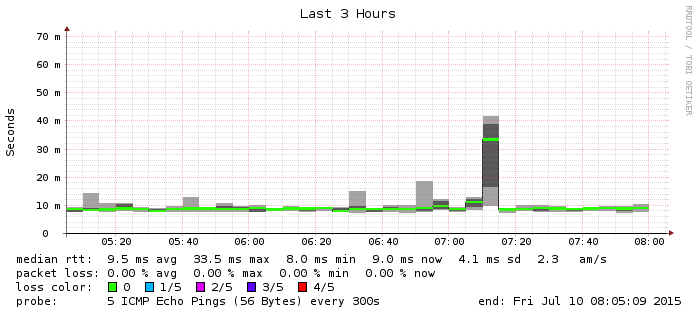 Last 3 Hours
RRDTOOL / TOBI OETIKER
Seconds
70 m
60 m
50 m
40 m
30 m
20 m
10 m
0
05:20 05:40 06:00 06:20 06:40 07:00 07:20 07:40 08:00
median rtt: 9.5 ms avg 33.5 ms max 8.0 ms min 9.0 ms now 4.1 ms sd 2.3 am/s
packet loss: 0.00 % avg 0.00 % max 0.00 % min 0.00 % now
loss color: 0 1/5 2/5 3/5 4/5
probe: 5 ICMP Echo Pings (56 Bytes) every 300s end: Fri Jul 10 08:05:09 2015